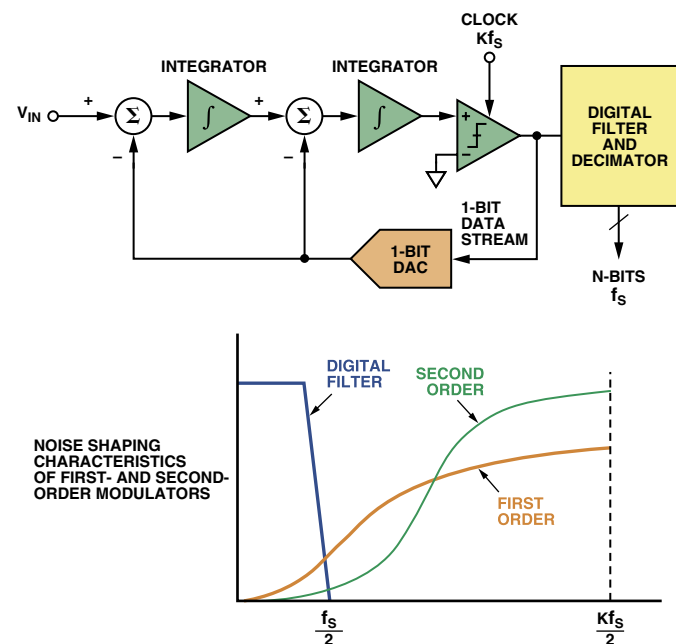 CLOCK
Kfs
INTEGRATOR
INTEGRATOR
VIN
+
Σ
–
∫
+
Σ
–
∫
+
–
DIGITAL
FILTER
AND
DECIMATOR
1-BIT
DATA
STREAM
1-BIT
DAC
N-BITS
fS
DIGITAL
FILTER
SECOND
ORDER
NOISE SHAPING
CHARACTERISTICS
OF FIRST- AND SECOND-
ORDER MODULATORS
FIRST
ORDER
fS
2
KfS
2